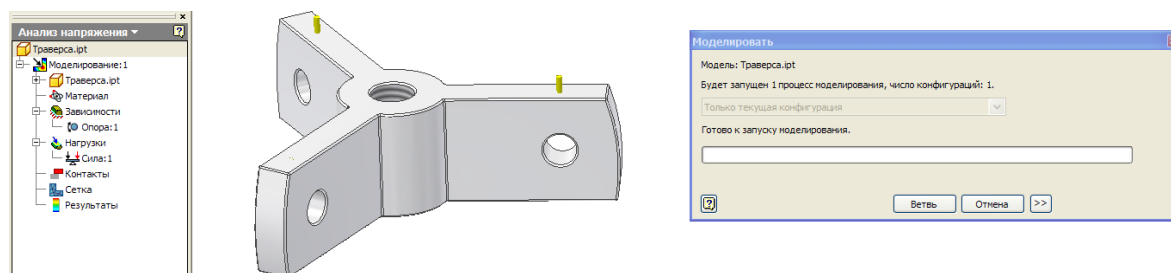 Анализ напряжения
Траверса.ipt
Моделирование:1
Траверса.ipt
Материал
Зависимости
Опора:1
Нагрузки
Сила:1
Контакты
Сетка
Результаты
Моделировать
Модель: Траверса.ipt
Будет запущен 1 процесс моделирования, число конфигураций: 1.
Только текущая конфигурация
Готово к запуску моделирования.
Ветвь Отмена >>